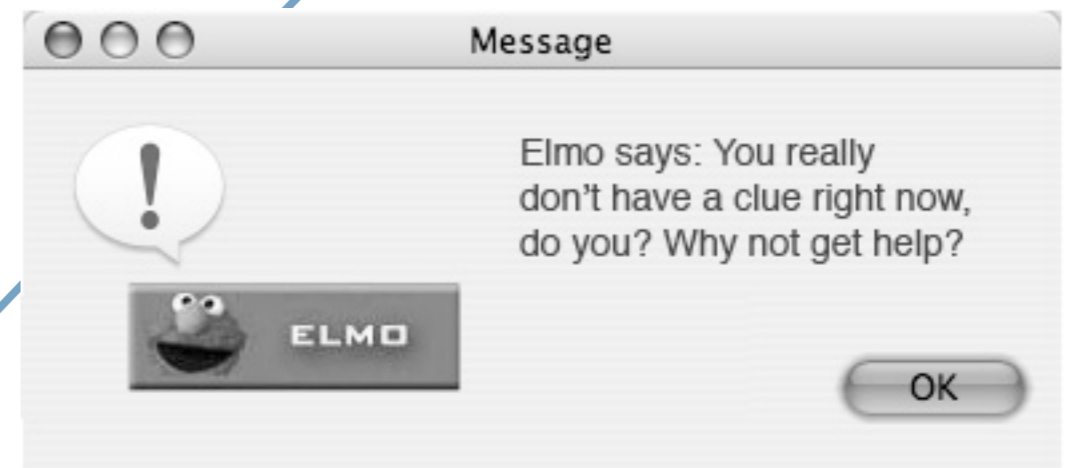 Message
!
Elmo says: You really
don't have a clue right now,
do you? Why not get help?
ELMO
OK